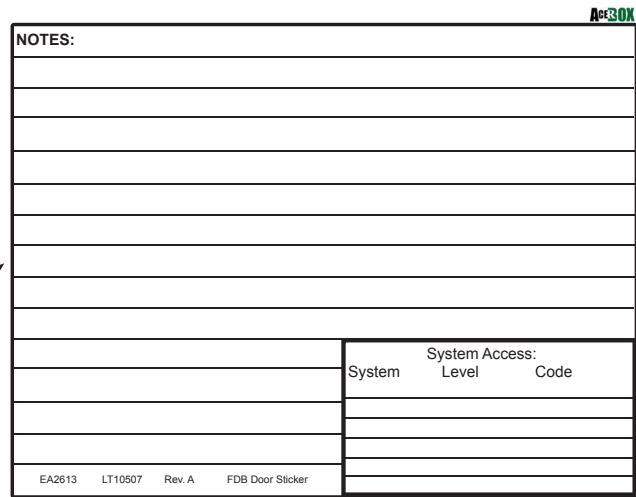 ACEBOX
NOTES:
System Access:
System Level Code
EA2613 LT10507 Rev. A FDB Door Sticker